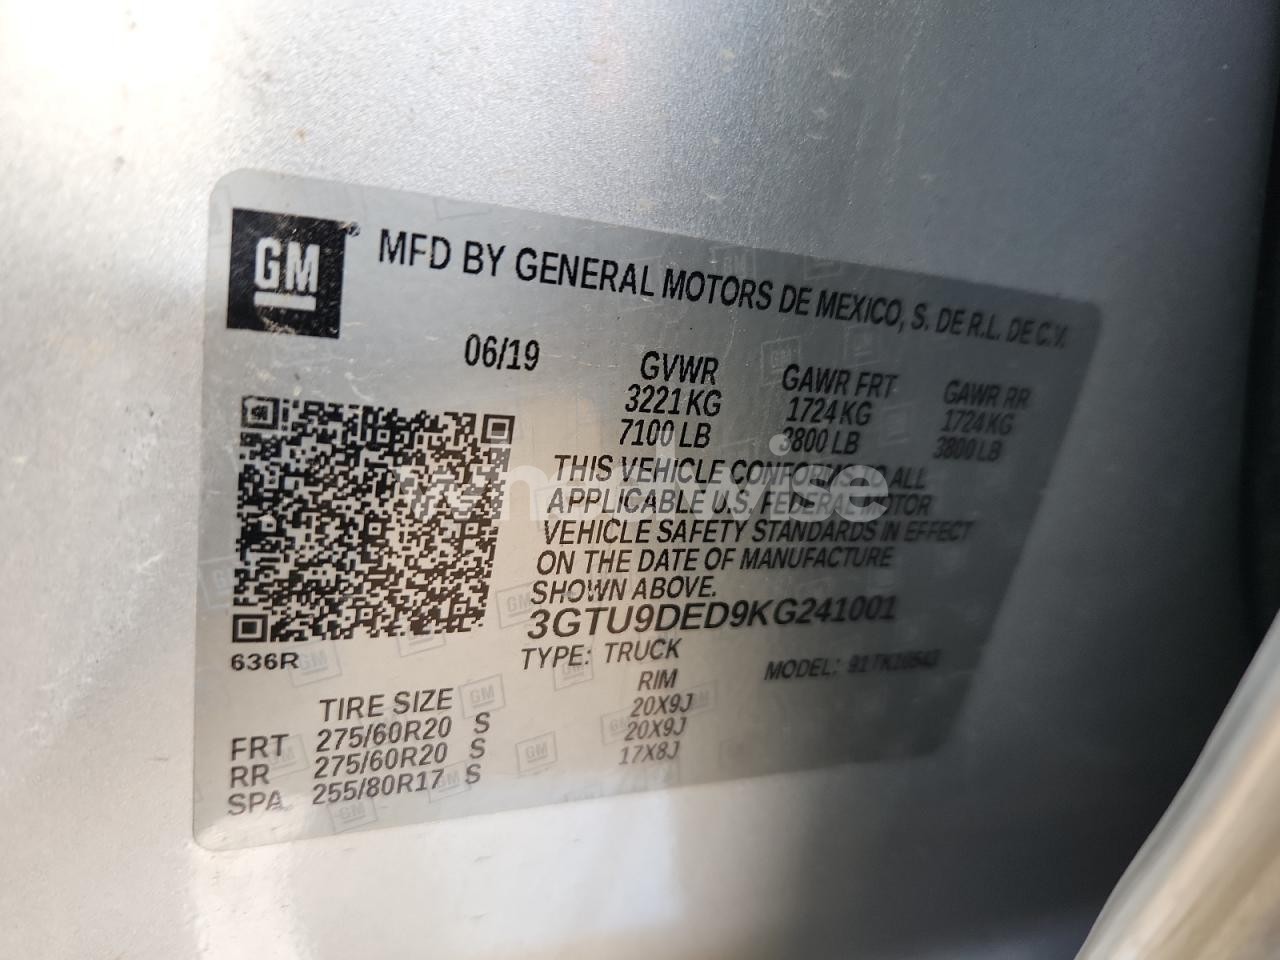 GM
MFD BY GENERAL MOTORS DE MEXICO, S. DE R.L. DE C.V.
06/19
GVWR GAWR FRT GAWR RR
3221 KG 1724 KG 1724 KG
7100 LB 3800 LB 3800 LB
THIS VEHICLE CONFORMS TO ALL
APPLICABLE U.S. FEDERAL MOTOR
VEHICLE SAFETY STANDARDS IN EFFECT
ON THE DATE OF MANUFACTURE
SHOWN ABOVE.
3GTU9DED9KG241001
636R
TYPE: TRUCK MODEL:
TIRE SIZE RIM
FRT 275/60R20 S 20X9J
RR 275/60R20 S 20X9J
SPA 255/80R17 S 17X8J